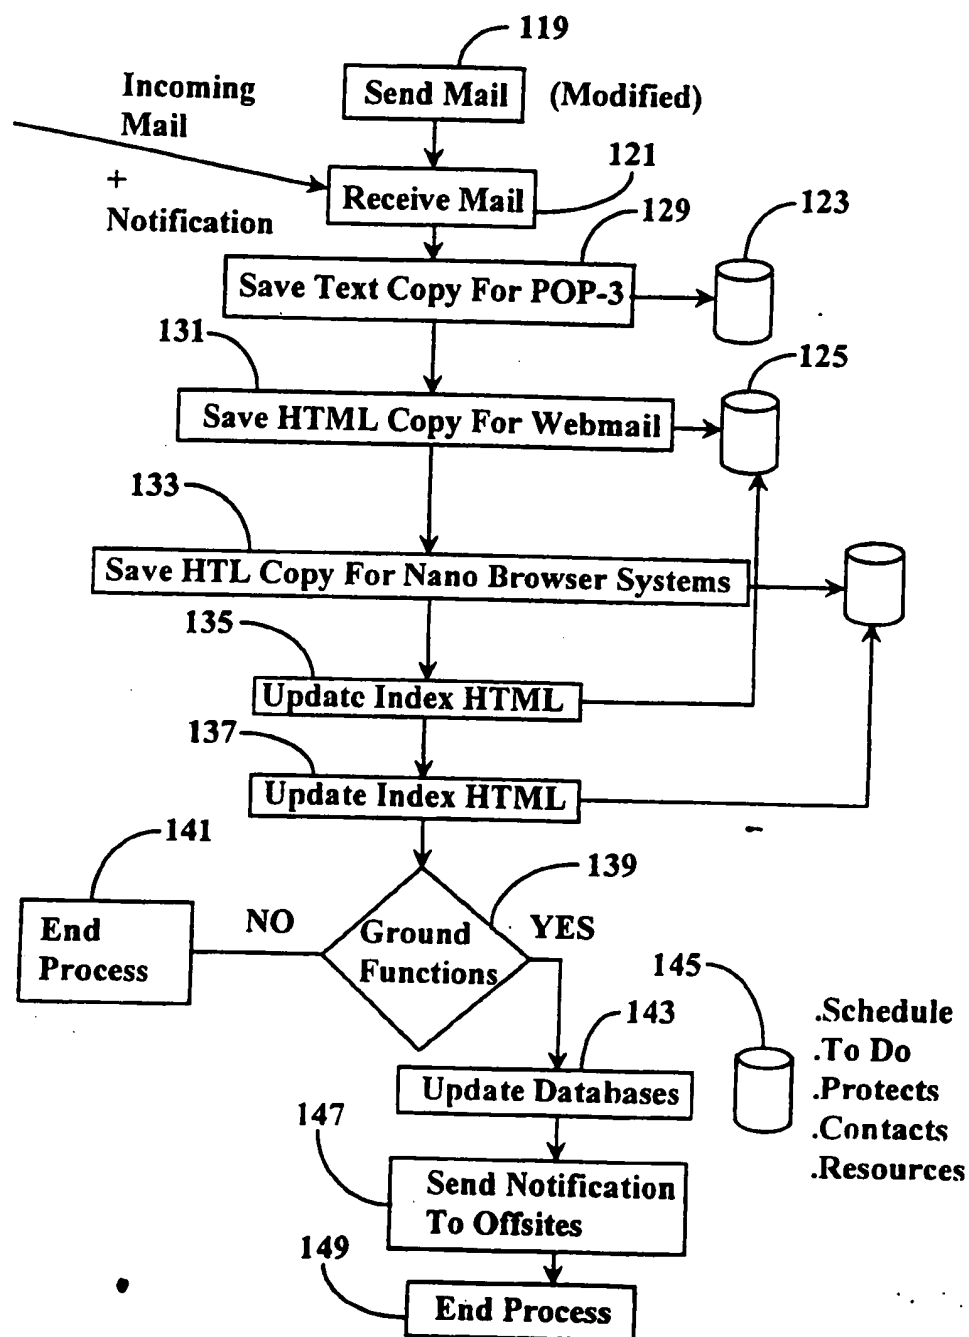 119
Send Mail (Modified)
Incoming
Mail
+
Notification
121
Receive Mail
129
123
Save Text Copy For POP-3
131
125
Save HTML Copy For Webmail
133
Save HTL Copy For Nano Browser Systems
135
Update Index HTML
137
Update Index HTML
141
139
End
Process
NO
Ground
Functions
YES
145
143
.Schedule
.To Do
.Protects
.Contacts
.Resources
Update Databases
147
Send Notification
To Offsites
149
End Process